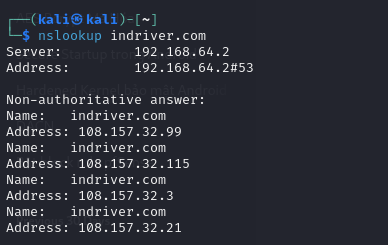 ┌──(kali㉿kali)-[~]
└─$ nslookup indriver.com
Server:         192.168.64.2
Address:        192.168.64.2#53

Non-authoritative answer:
Name:   indriver.com
Address: 108.157.32.99
Name:   indriver.com
Address: 108.157.32.115
Name:   indriver.com
Address: 108.157.32.3
Name:   indriver.com
Address: 108.157.32.21